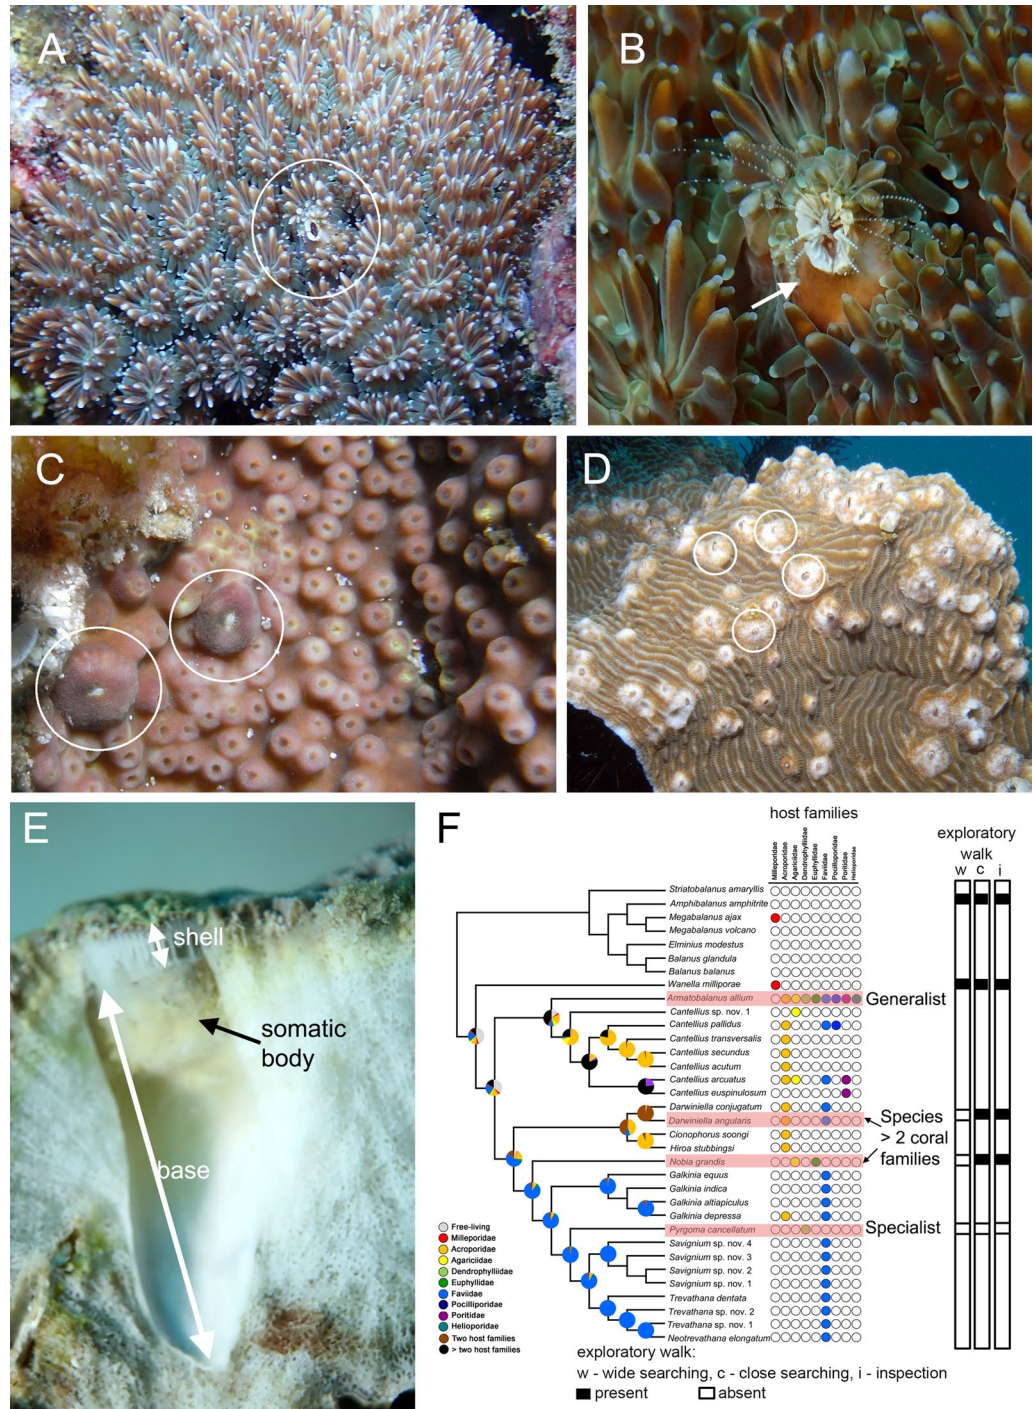 A
B
C
D
E
shell
somatic
body
base
F
host families
Milleporidae
Acroporidae
Agariciidae
Dendrophylliidae
Euphyllidae
Faviidae
Pocilloporidae
Poritidae
Helioporidae
exploratory
walk
w c i
Striatobalanus amaryllis
Amphibalanus amphitrite
Megabalanus ajax
Megabalanus volcano
Elminius modestus
Balanus glandula
Balanus balanus
Wanella milliporae
Armatobalanus allium
Generalist
Cantellius sp. nov. 1
Cantellius pallidus
Cantellius transversalis
Cantellius secundus
Cantellius acutum
Cantellius arcuatus
Cantellius euspinulosum
Darwiniella conjugatum
Darwiniella angularis
Species
> 2 coral
families
Cionophorus soongi
Hiroa stubbingsi
Nobia grandis
Galkinia equus
Galkinia indica
Galkinia altiapiculus
Galkinia depressa
Pyrgoma cancellatum
Specialist
Savignium sp. nov. 4
Savignium sp. nov. 3
Savignium sp. nov. 2
Savignium sp. nov. 1
Trevathana dentata
Trevathana sp. nov. 2
Trevathana sp. nov. 1
Neotrevathana elongatum
Free-living
Milleporidae
Acroporidae
Agariciidae
Dendrophylliidae
Euphyllidae
Faviidae
Pocilliporidae
Poritidae
Helioporidae
Two host families
> two host families
exploratory walk:
w - wide searching, c - close searching, i - inspection
present absent